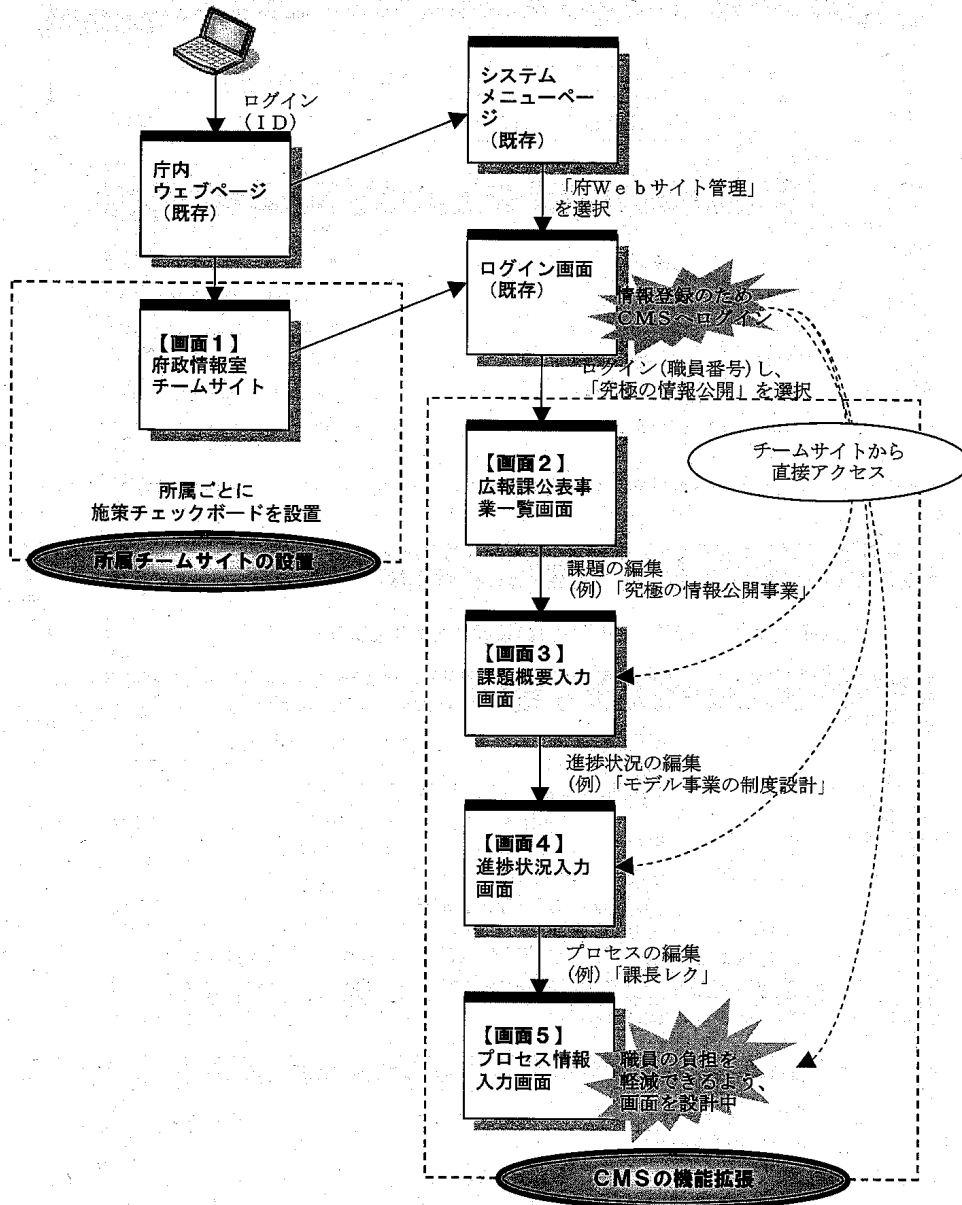 ログイン
(ＩＤ)
庁内
ウェブページ
(既存)
システム
メニューペー
ジ
(既存)
「府Ｗｅｂサイト管理」
を選択
ログイン画面
(既存)
情報登録のため
ＣＭＳへログイン
【画面１】
府政情報室
チームサイト
所属ごとに
施策チェックボードを設置
所属チームサイトの設置
ログイン(職員番号)し、
「究極の情報公開」を選択
チームサイトから
直接アクセス
【画面２】
広報課公表事
業一覧画面
課題の編集
(例)「究極の情報公開事業」
【画面３】
課題概要入力
画面
進捗状況の編集
(例)「モデル事業の制度設計」
【画面４】
進捗状況入力
画面
プロセスの編集
(例)「課長レク」
【画面５】
プロセス情報
入力画面
職員の負担を
軽減できるよう、
画面を設計中
ＣＭＳの機能拡張